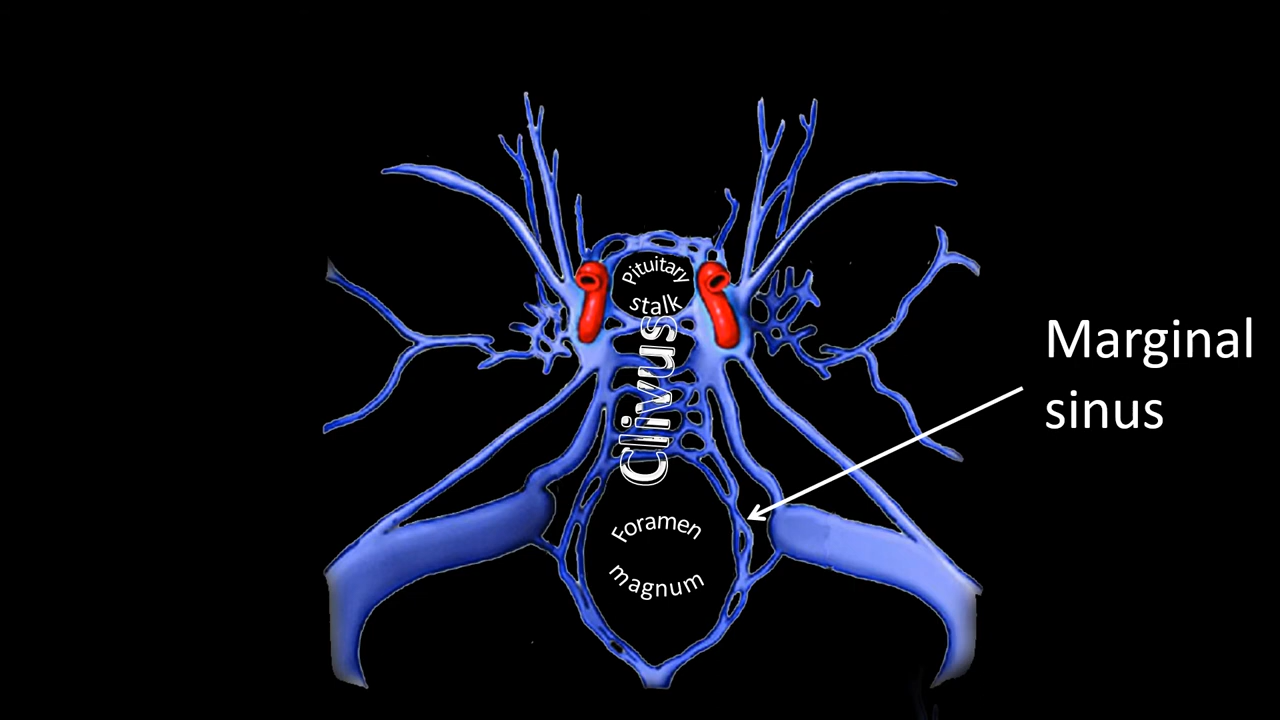 Pituitary
stalk
Clivus
Marginal
sinus
Foramen
magnum